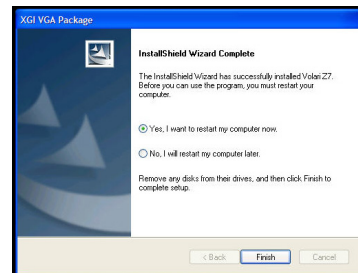 XGI VGA Package
InstallShield Wizard Complete
The InstallShield Wizard has successfully installed Volari Z7.
Before you can use the program, you must restart your
computer.
Yes, I want to restart my computer now.
No, I will restart my computer later.
Remove any disks from their drives, and then click Finish to
complete setup.
< Back Finish Cancel